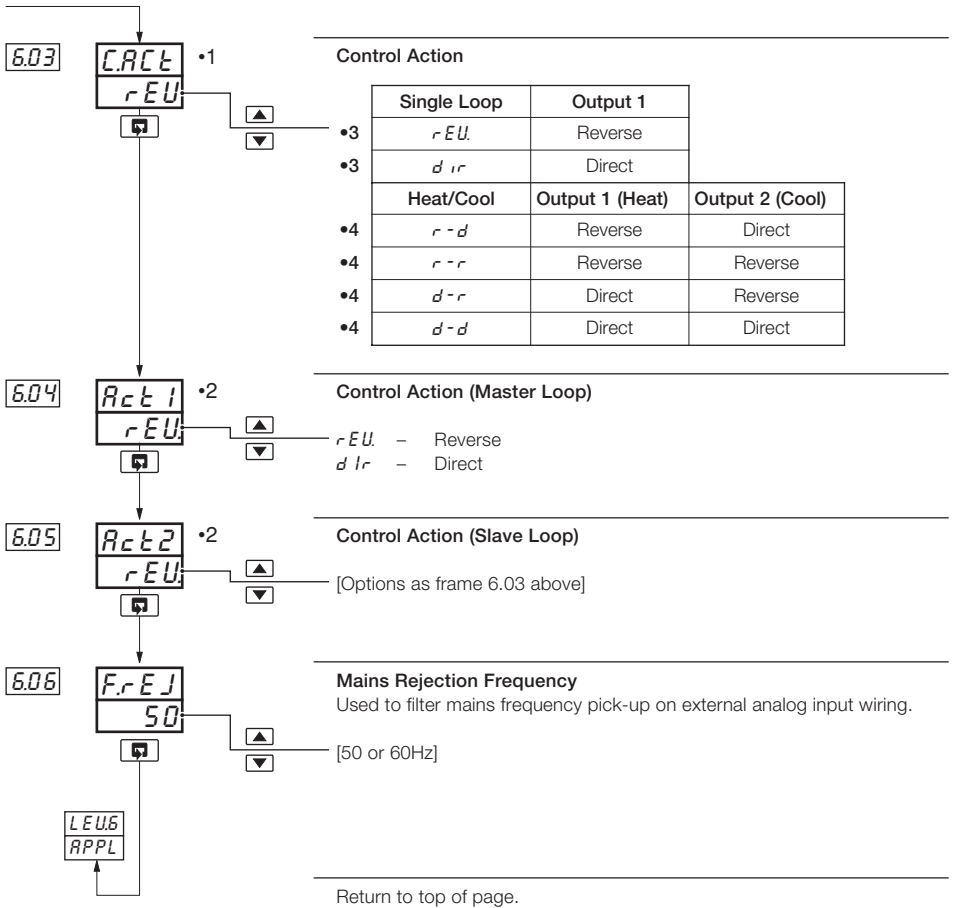 6.03
C.ACt
•1
rEU.
Control Action
Single Loop Output 1
•3 rEU. Reverse
•3 dir Direct
Heat/Cool Output 1 (Heat) Output 2 (Cool)
•4 r-d Reverse Direct
•4 r-r Reverse Reverse
•4 d-r Direct Reverse
•4 d-d Direct Direct
6.04
Act1
•2
rEU.
Control Action (Master Loop)
rEU. – Reverse
dIr – Direct
6.05
Act2
•2
rEU.
Control Action (Slave Loop)
[Options as frame 6.03 above]
6.06
F.rEJ
50
Mains Rejection Frequency
Used to filter mains frequency pick-up on external analog input wiring.
[50 or 60Hz]
LEU.6
APPL
Return to top of page.